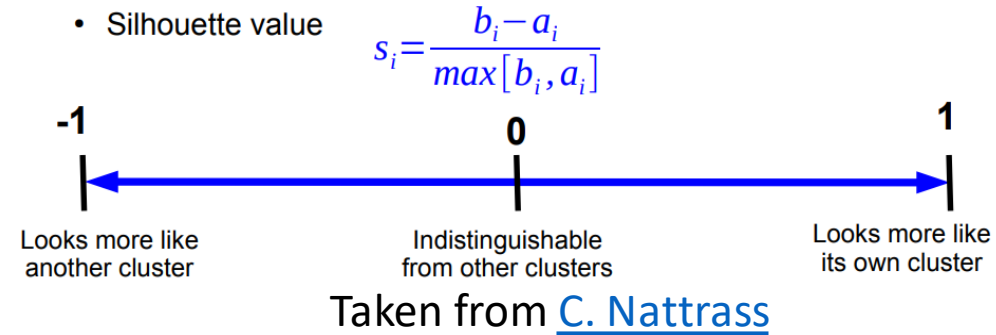 • Silhouette value
s_i = (b_i − a_i) / max[b_i, a_i]
-1 0 1
Looks more like another cluster
Indistinguishable from other clusters
Looks more like its own cluster
Taken from C. Nattrass